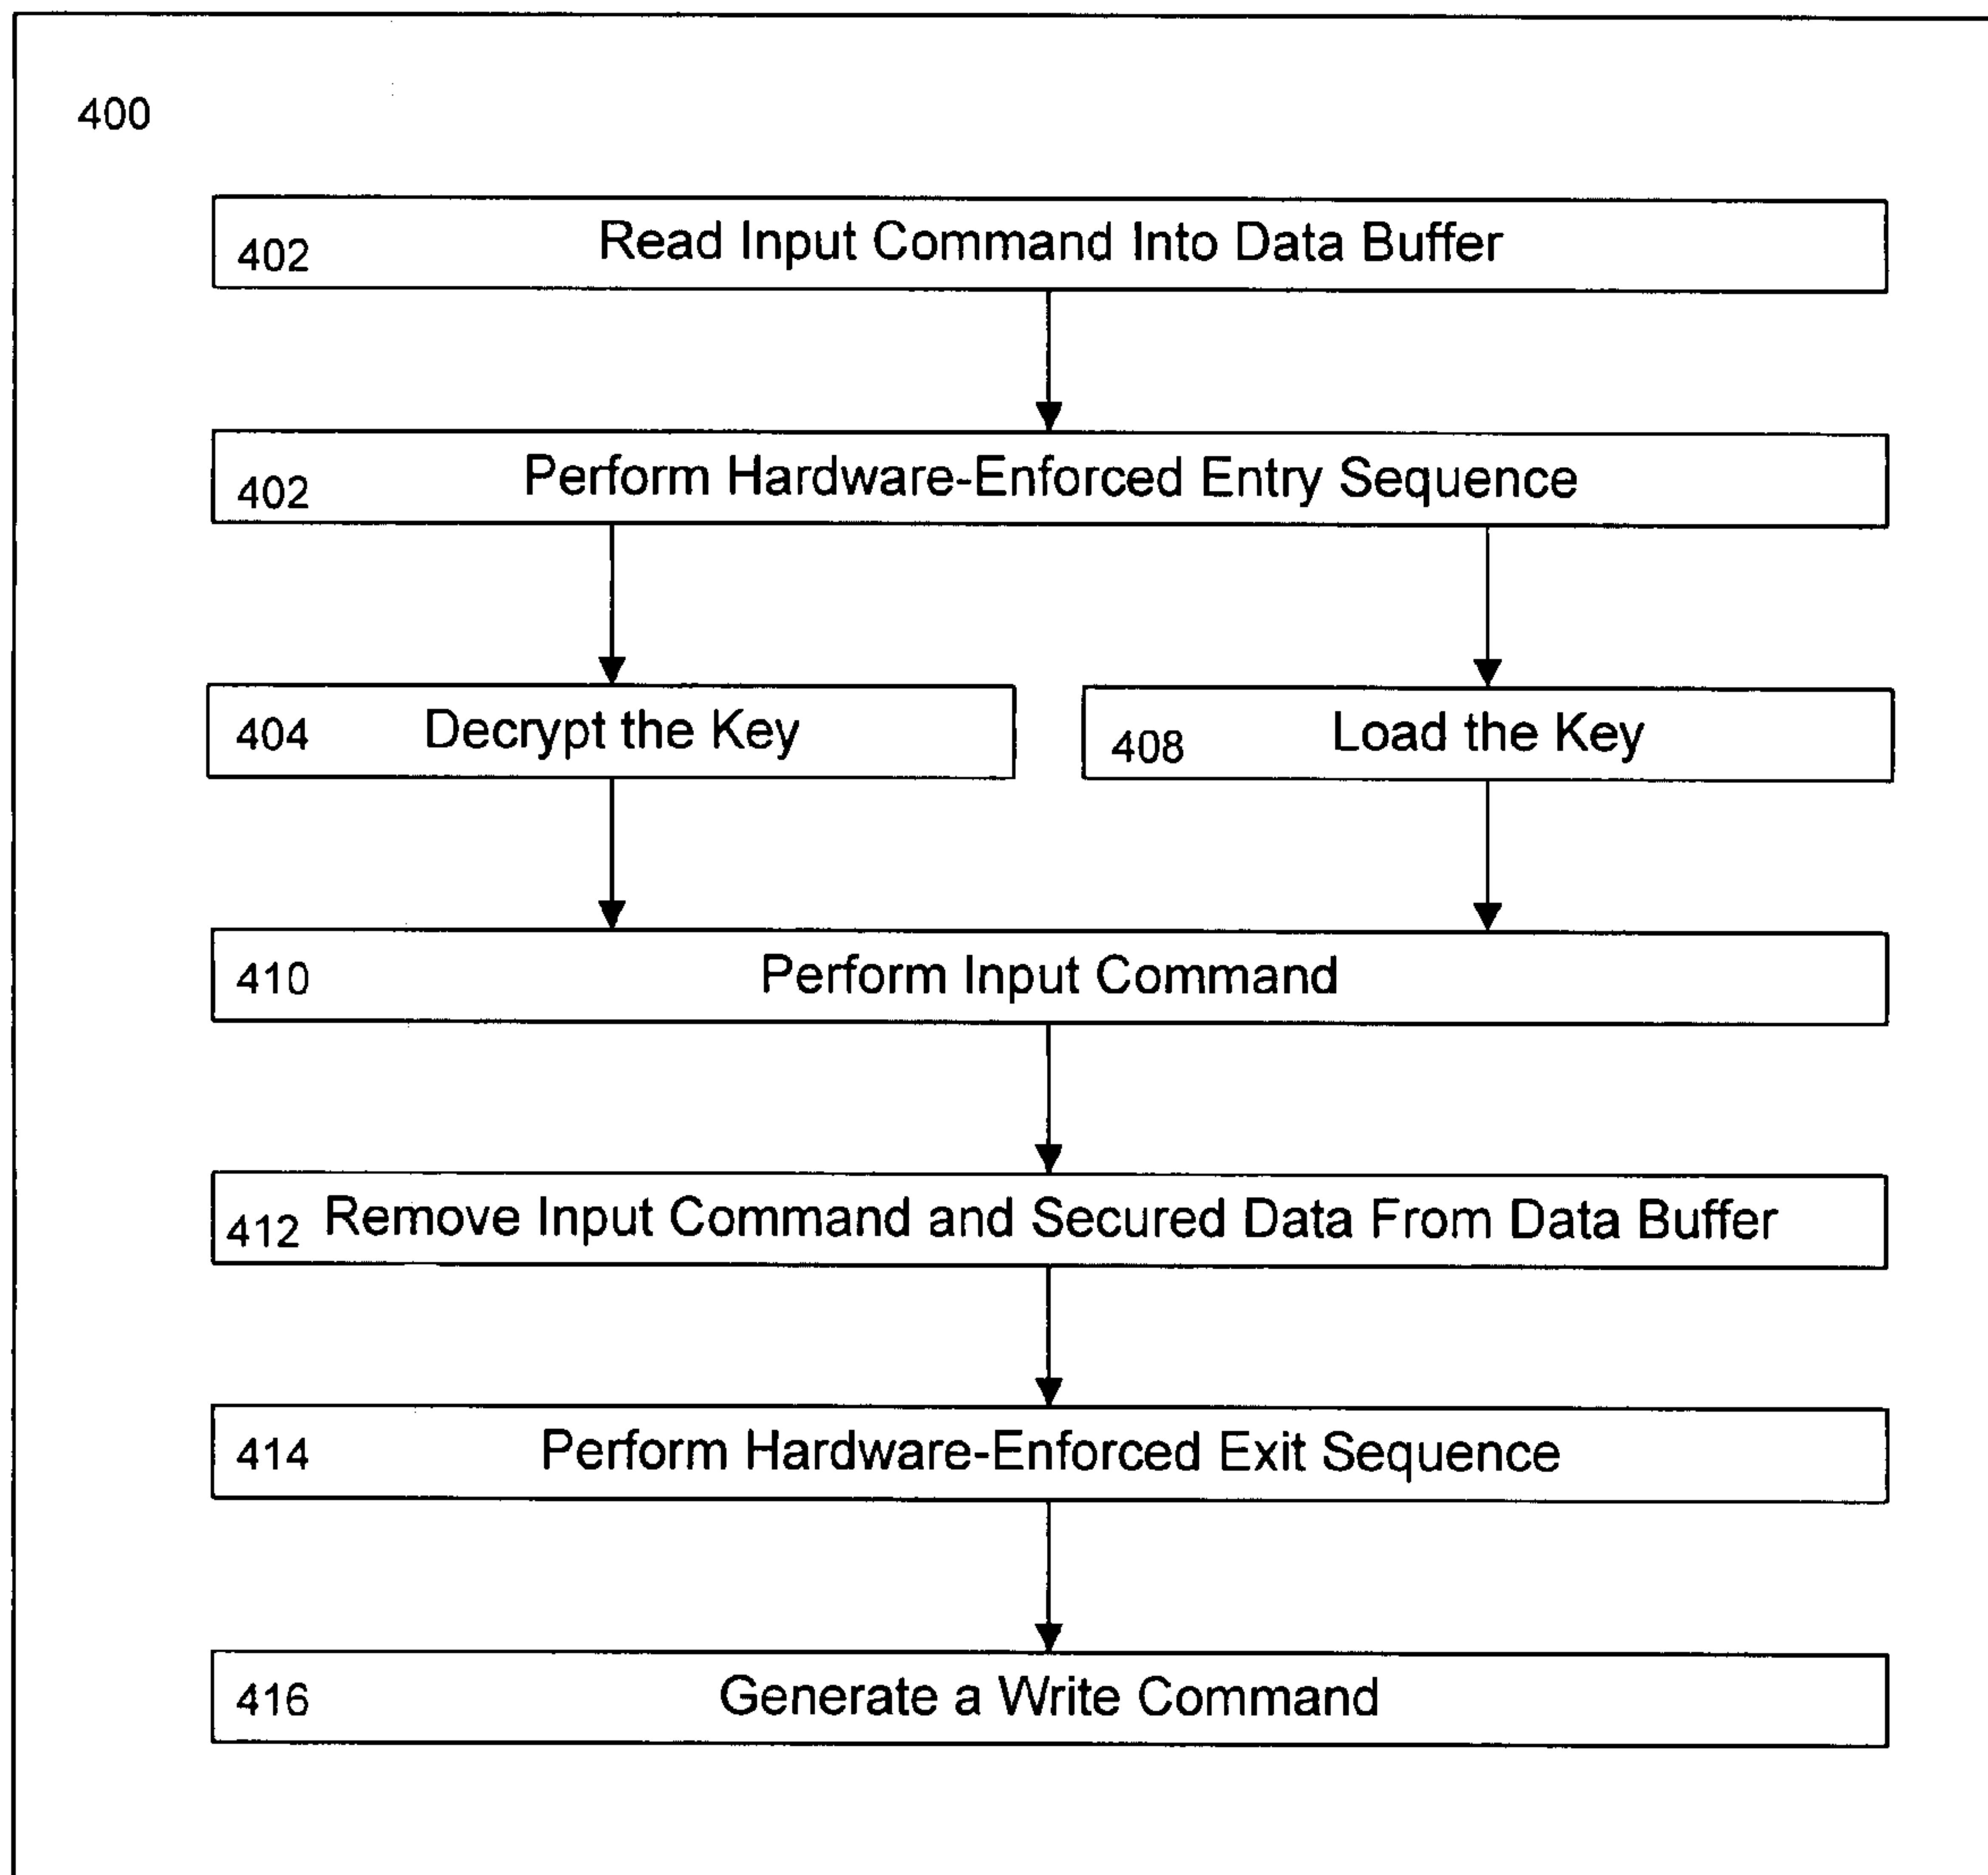 400
402 Read Input Command Into Data Buffer
402 Perform Hardware-Enforced Entry Sequence
404 Decrypt the Key
408 Load the Key
410 Perform Input Command
412 Remove Input Command and Secured Data From Data Buffer
414 Perform Hardware-Enforced Exit Sequence
416 Generate a Write Command